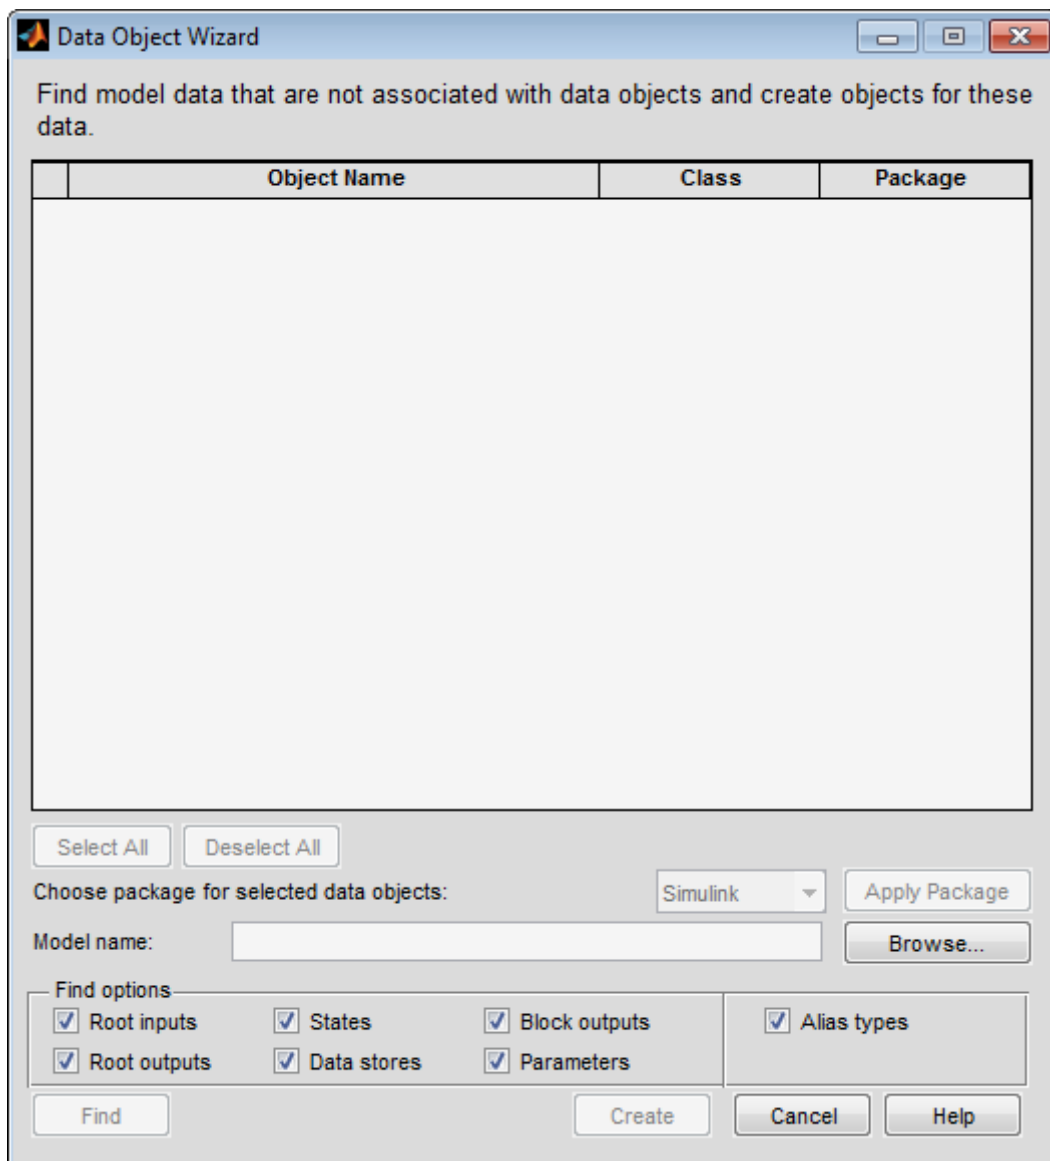 Data Object Wizard
Find model data that are not associated with data objects and create objects for these
data.
Object Name Class Package
Select All Deselect All
Choose package for selected data objects: Simulink Apply Package
Model name: Browse...
Find options
Root inputs States Block outputs Alias types
Root outputs Data stores Parameters
Find Create Cancel Help